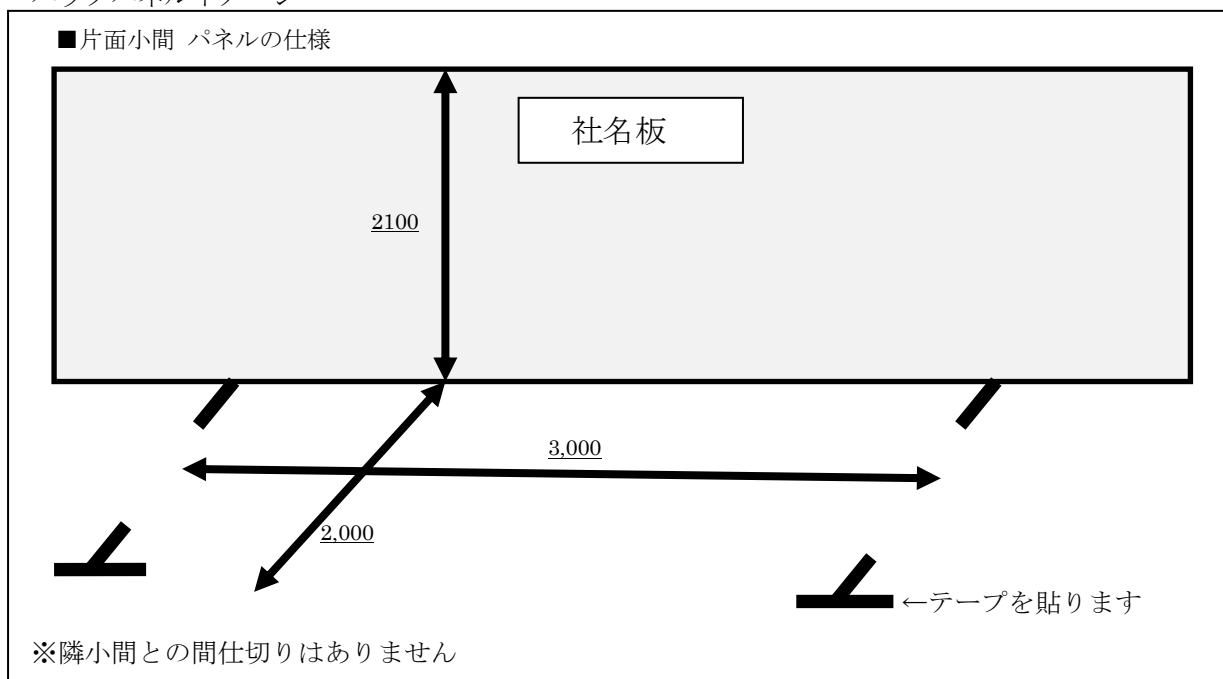 ■片面小間 パネルの仕様
社名板
2100
3,000
2,000
←テープを貼ります
※隣小間との間仕切りはありません